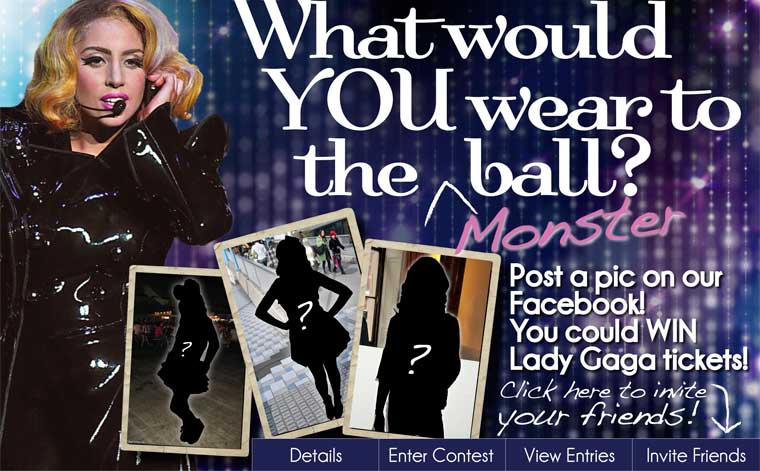 What would
YOU wear to
the ball?
Monster
?
?
?
Post a pic on our
Facebook!
You could WIN
Lady Gaga tickets!
Click here to invite
your friends!
Details
Enter Contest
View Entries
Invite Friends